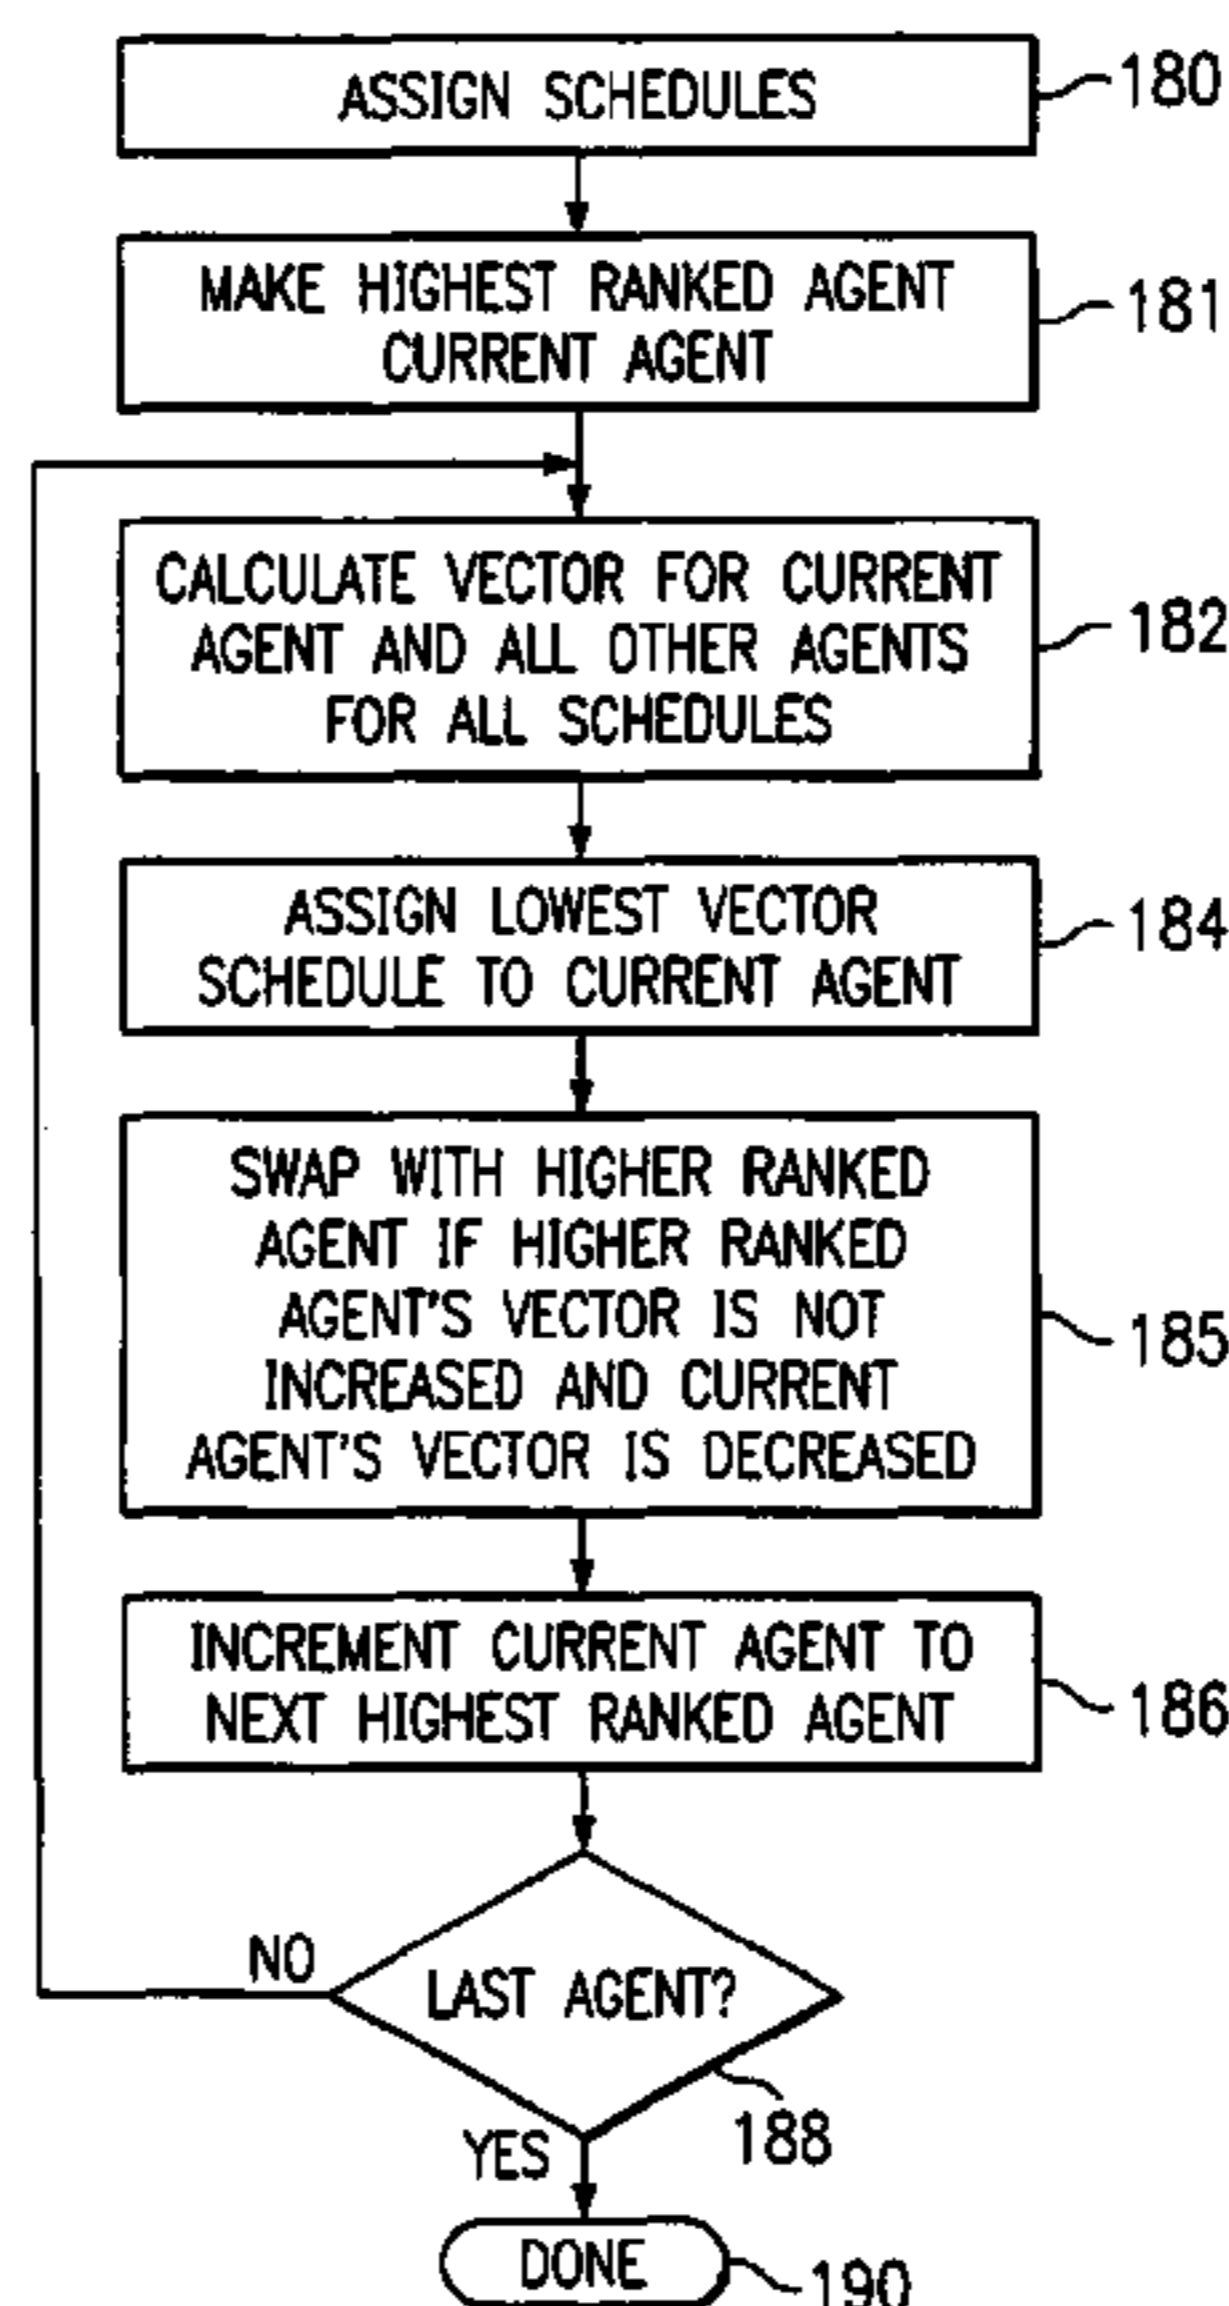 ASSIGN SCHEDULES
180
MAKE HIGHEST RANKED AGENT
CURRENT AGENT
181
CALCULATE VECTOR FOR CURRENT
AGENT AND ALL OTHER AGENTS
FOR ALL SCHEDULES
182
ASSIGN LOWEST VECTOR
SCHEDULE TO CURRENT AGENT
184
SWAP WITH HIGHER RANKED
AGENT IF HIGHER RANKED
AGENT'S VECTOR IS NOT
INCREASED AND CURRENT
AGENT'S VECTOR IS DECREASED
185
INCREMENT CURRENT AGENT TO
NEXT HIGHEST RANKED AGENT
186
NO
LAST AGENT?
188
YES
DONE
190